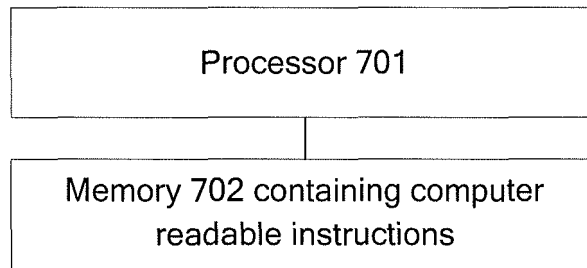 Processor 701
Memory 702 containing computer
readable instructions